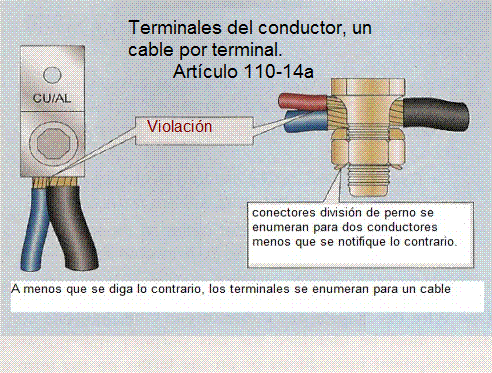 Terminales del conductor, un
cable por terminal.
Artículo 110-14a
CU/AL
Violación
conectores división de perno se
enumeran para dos conductores
menos que se notifique lo contrario.
A menos que se diga lo contrario, los terminales se enumeran para un cable